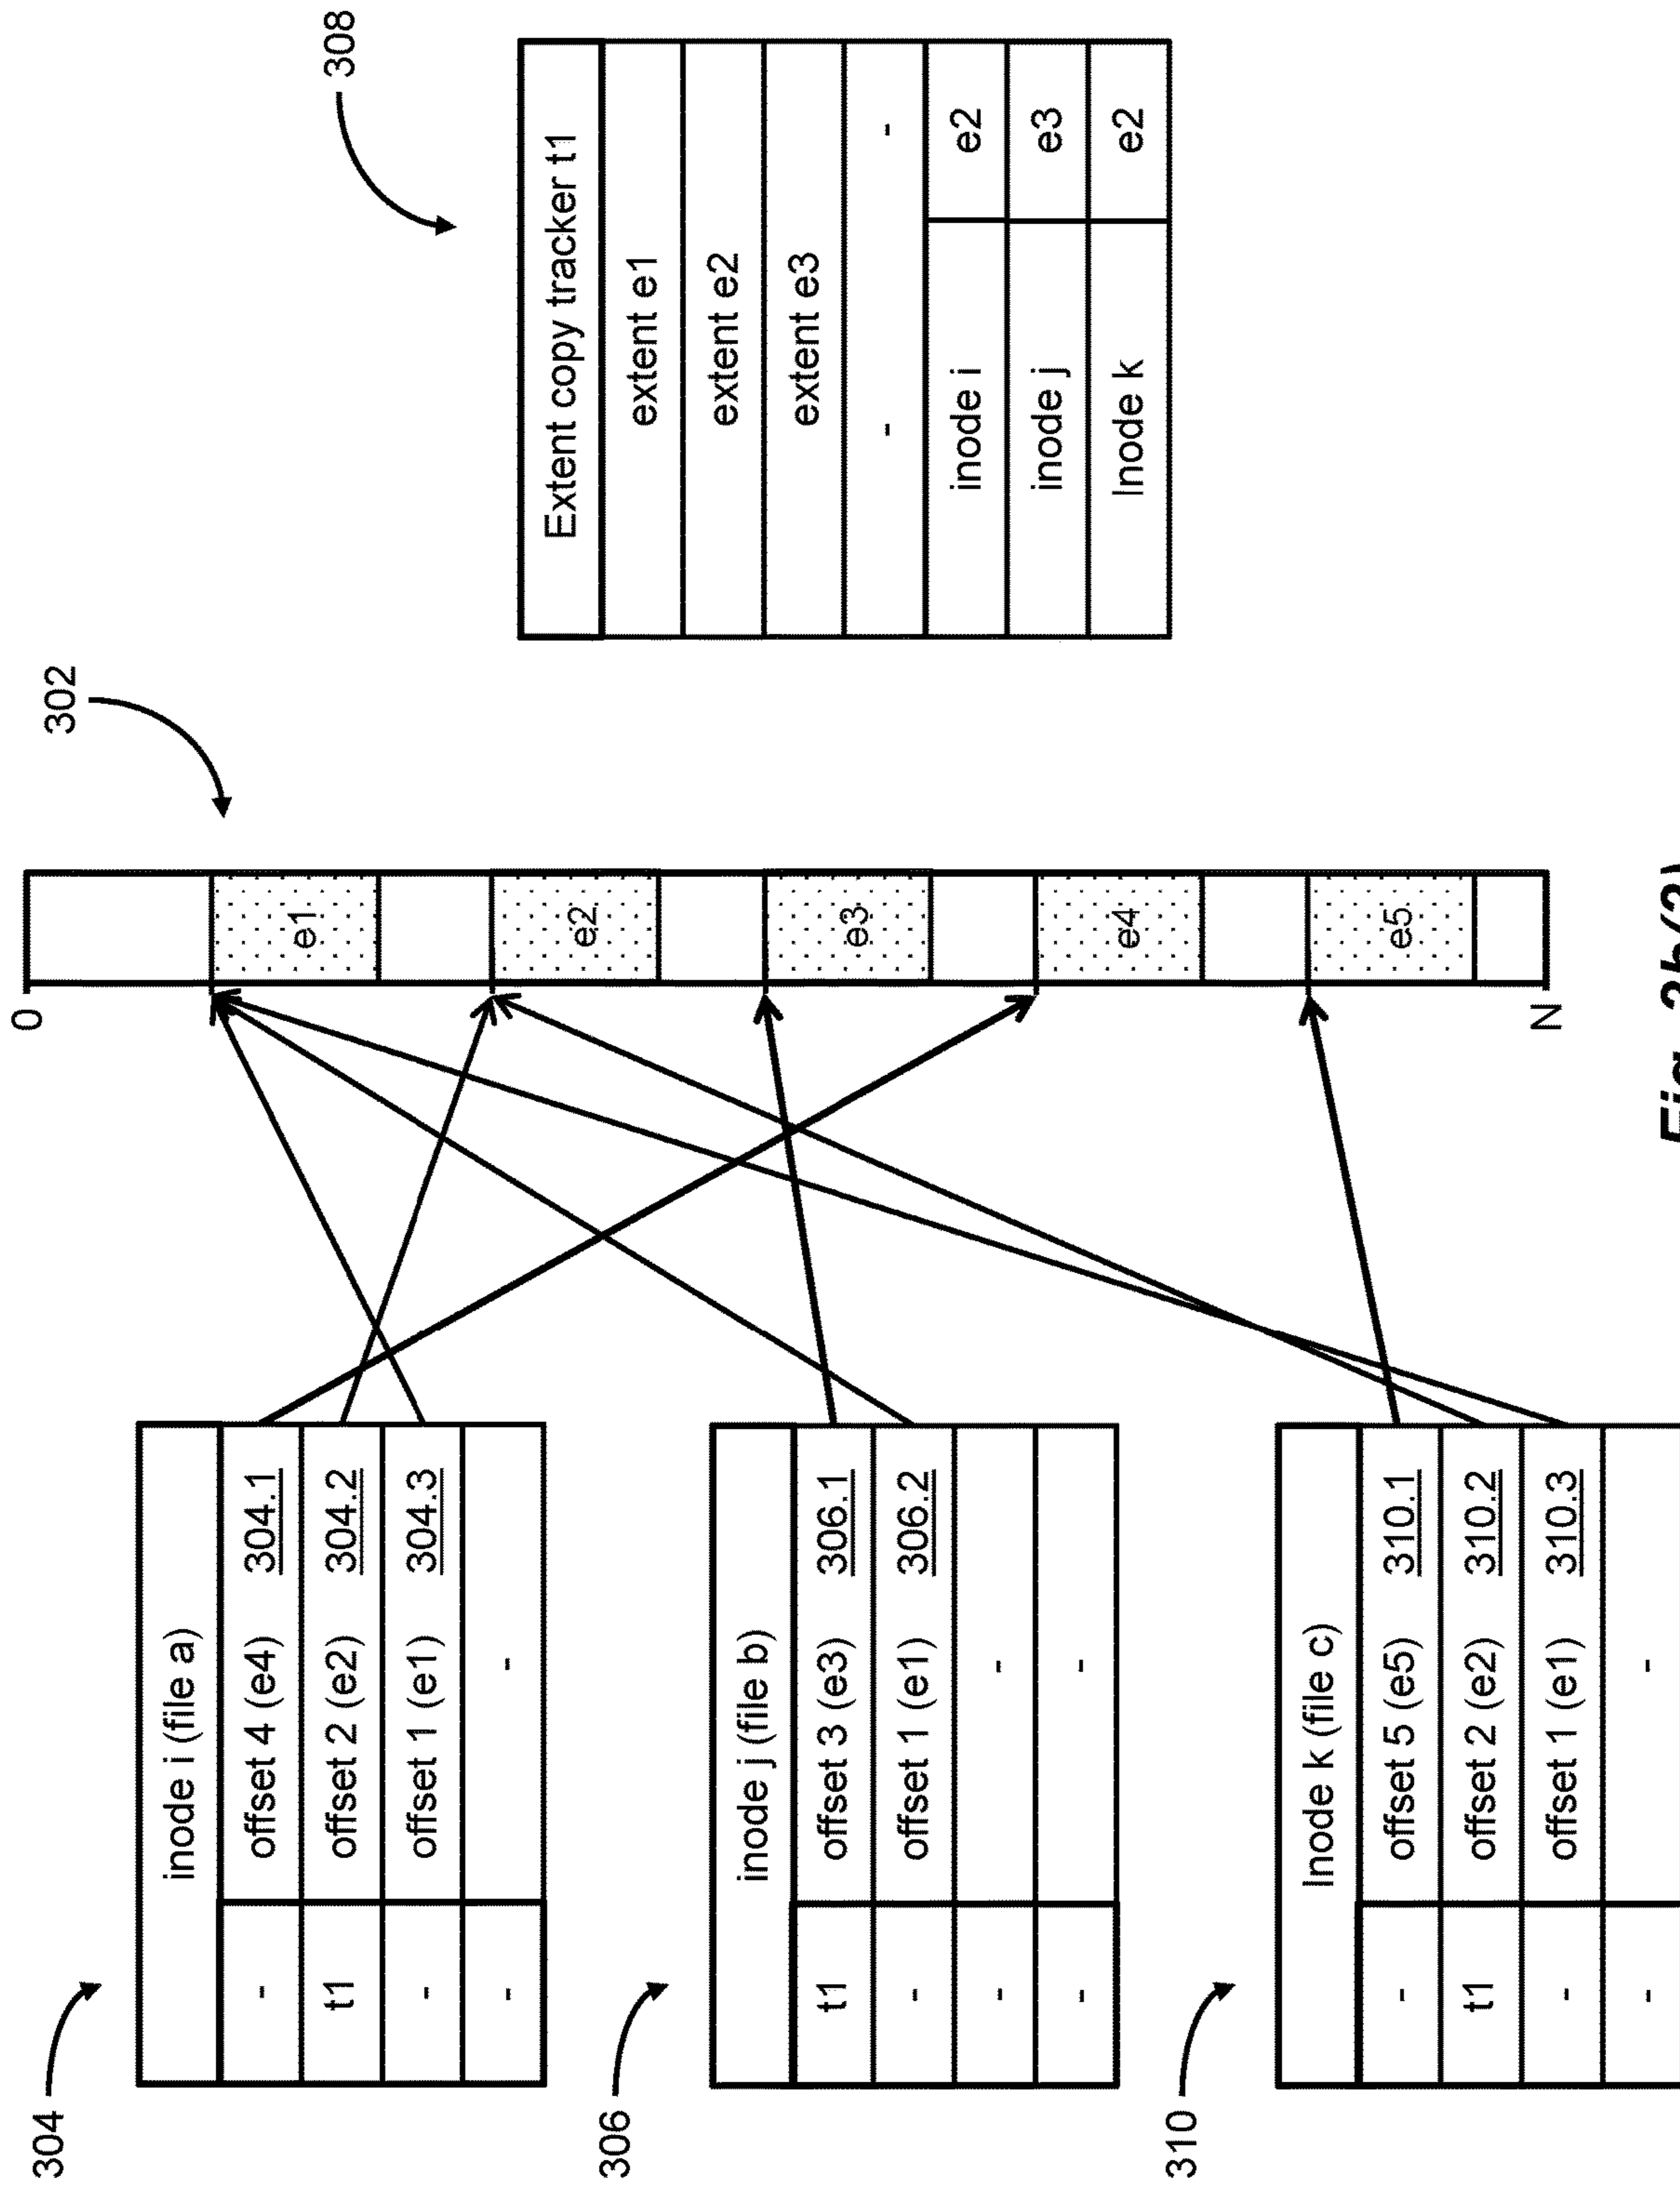 304
inode i (file a)
- offset 4 (e4) 304.1
t1 offset 2 (e2) 304.2
- offset 1 (e1) 304.3
- -
306
inode j (file b)
t1 offset 3 (e3) 306.1
- offset 1 (e1) 306.2
- -
- -
310
Inode k (file c)
- offset 5 (e5) 310.1
t1 offset 2 (e2) 310.2
- offset 1 (e1) 310.3
- -
302
0
e1
e2
e3
e4
e5
N
308
Extent copy tracker t1
extent e1
extent e2
extent e3
- -
inode i e2
inode j e3
Inode k e2
Fig. 3b(2)